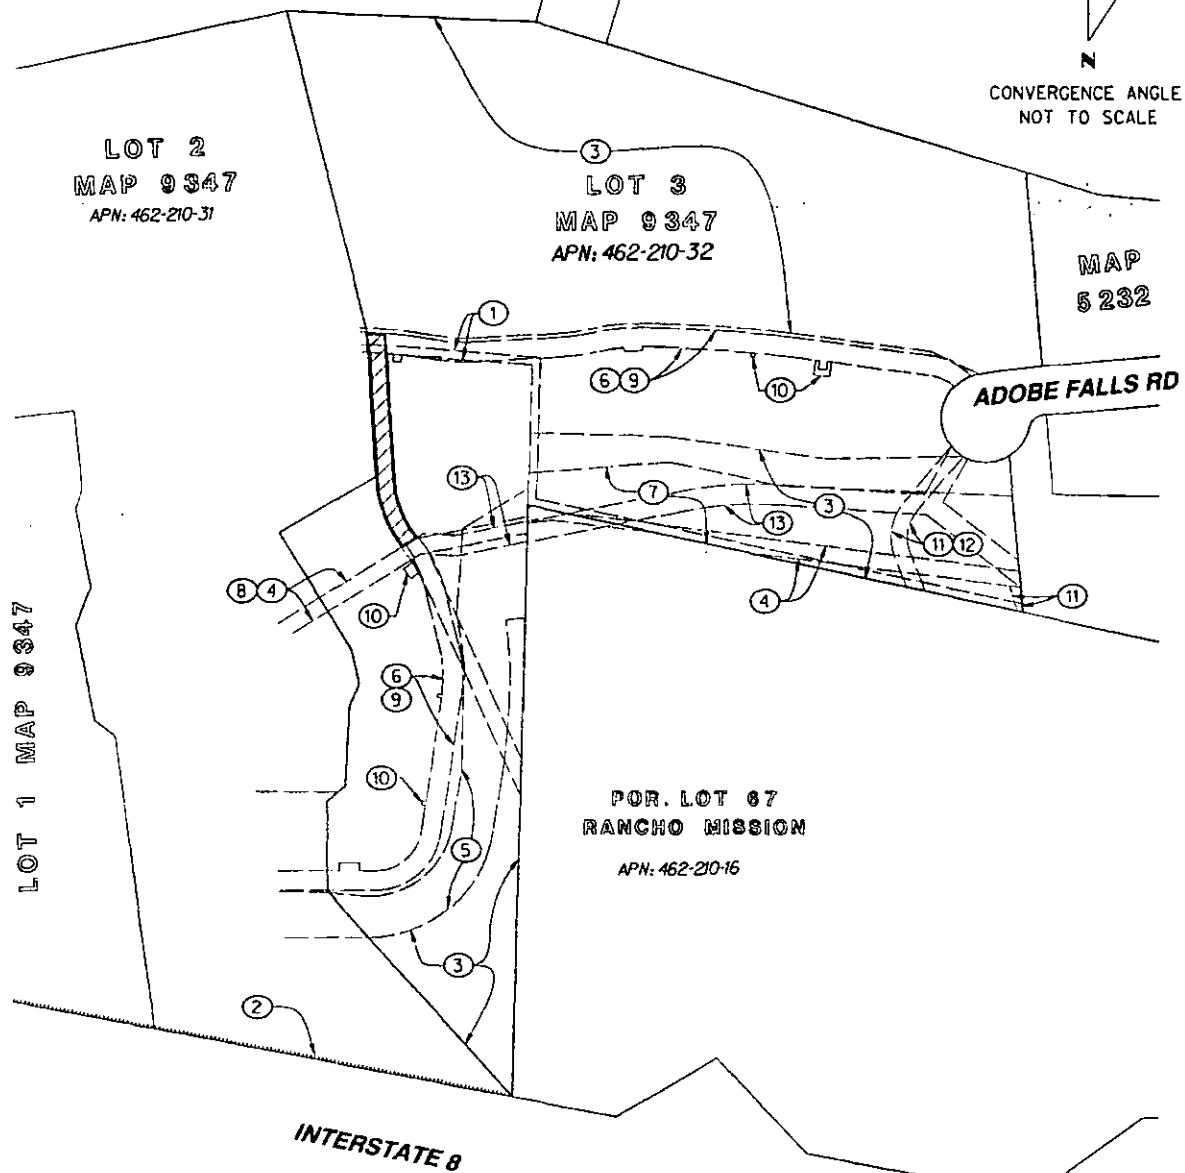 N
CONVERGENCE ANGLE
NOT TO SCALE
LOT 2
MAP 9347
APN: 462-210-31
3
LOT 3
MAP 9347
APN: 462-210-32
MAP
5232
1
6 9
10
ADOBE FALLS RD
13
7
13
3
11 12
8 4
10
4
11
LOT 1 MAP 9347
6
9
10
5
POR. LOT 67
RANCHO MISSION
APN: 462-210-16
3
2
INTERSTATE 8